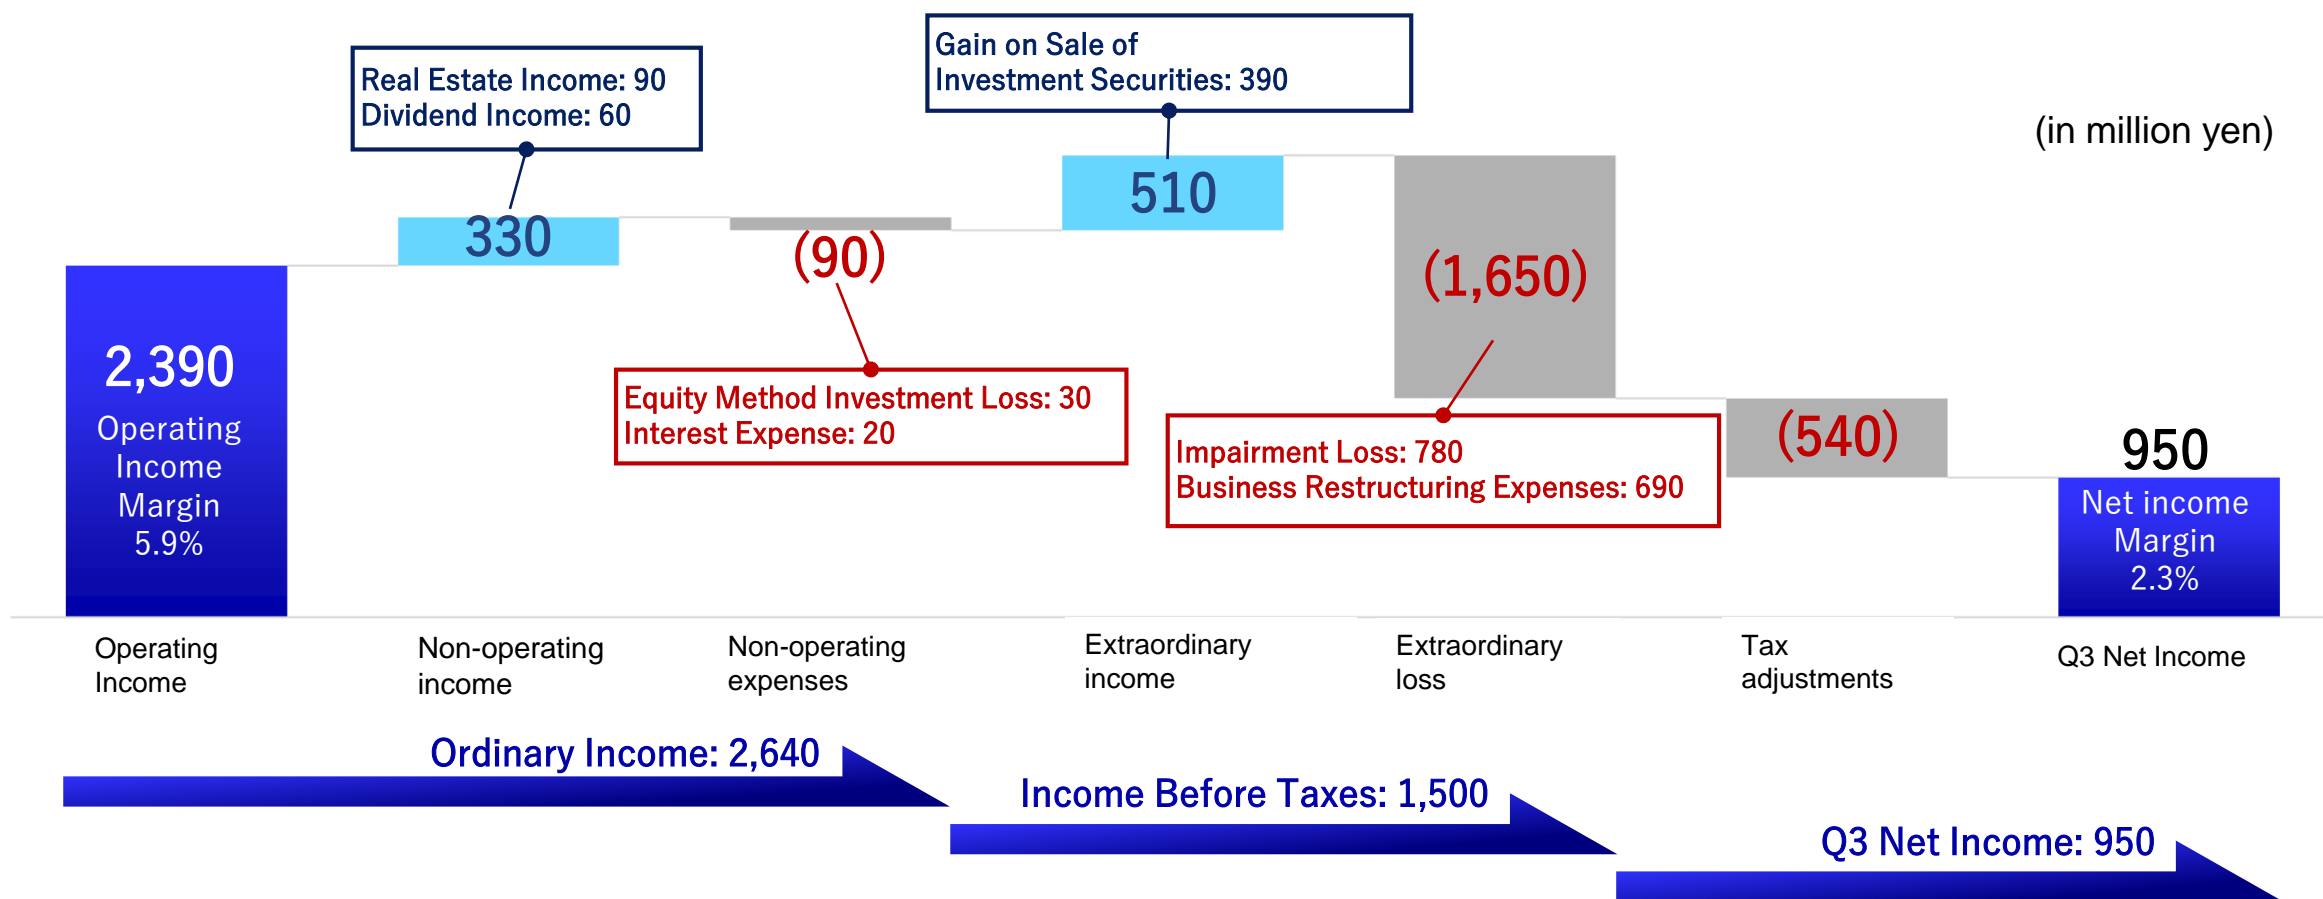 Real Estate Income: 90
Dividend Income: 60
Gain on Sale of
Investment Securities: 390
(in million yen)
2,390
Operating
Income
Margin
5.9%
330
(90)
Equity Method Investment Loss: 30
Interest Expense: 20
510
(1,650)
Impairment Loss: 780
Business Restructuring Expenses: 690
(540)
950
Net income
Margin
2.3%
Operating
Income
Non-operating
income
Non-operating
expenses
Extraordinary
income
Extraordinary
loss
Tax
adjustments
Q3 Net Income
Ordinary Income: 2,640
Income Before Taxes: 1,500
Q3 Net Income: 950